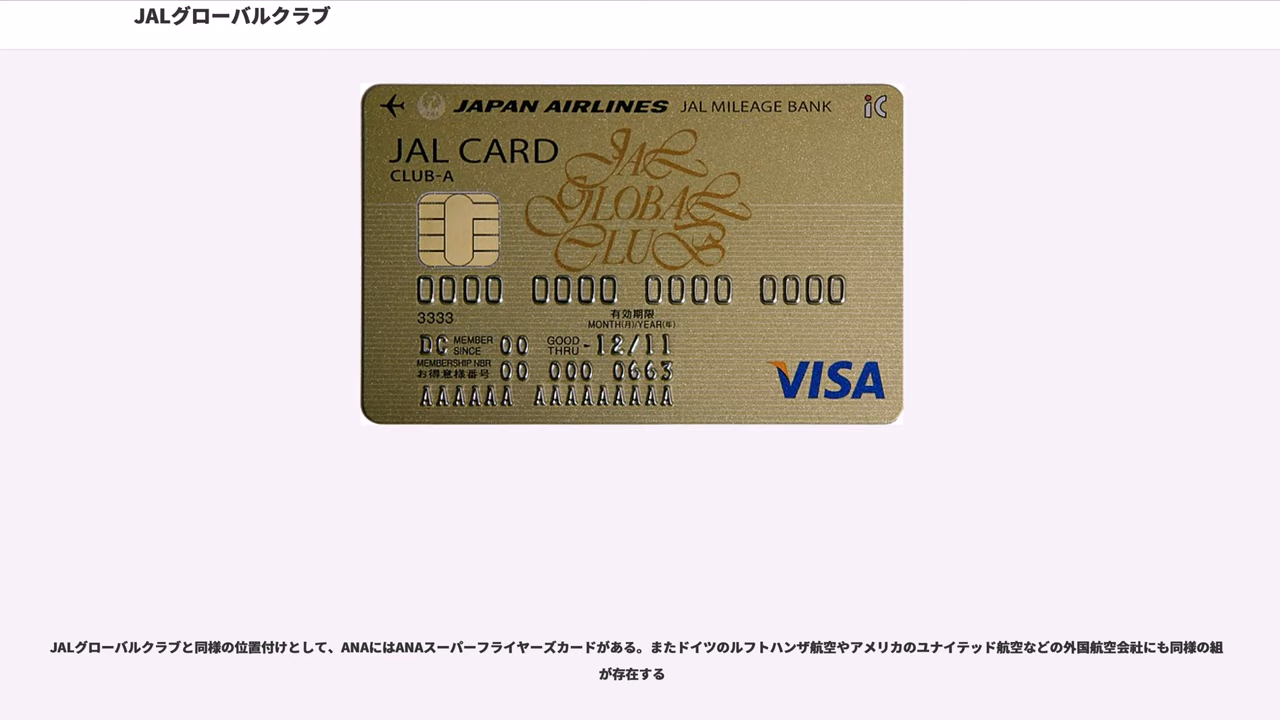 JALグローバルクラブ
JAPAN AIRLINES JAL MILEAGE BANK iC
JAL CARD
CLUB-A
JAL
GLOBAL
CLUB
0000 0000 0000 0000
3333
有効期限
MONTH(月)/YEAR(年)
DC MEMBER SINCE 00 GOOD THRU -12/11
MEMBERSHIP NBR
お得意様番号 00 000 0663
AAAAAA AAAAAAAAA
VISA
JALグローバルクラブと同様の位置付けとして、ANAにはANAスーパーフライヤーズカードがある。またドイツのルフトハンザ航空やアメリカのユナイテッド航空などの外国航空会社にも同様の組
が存在する